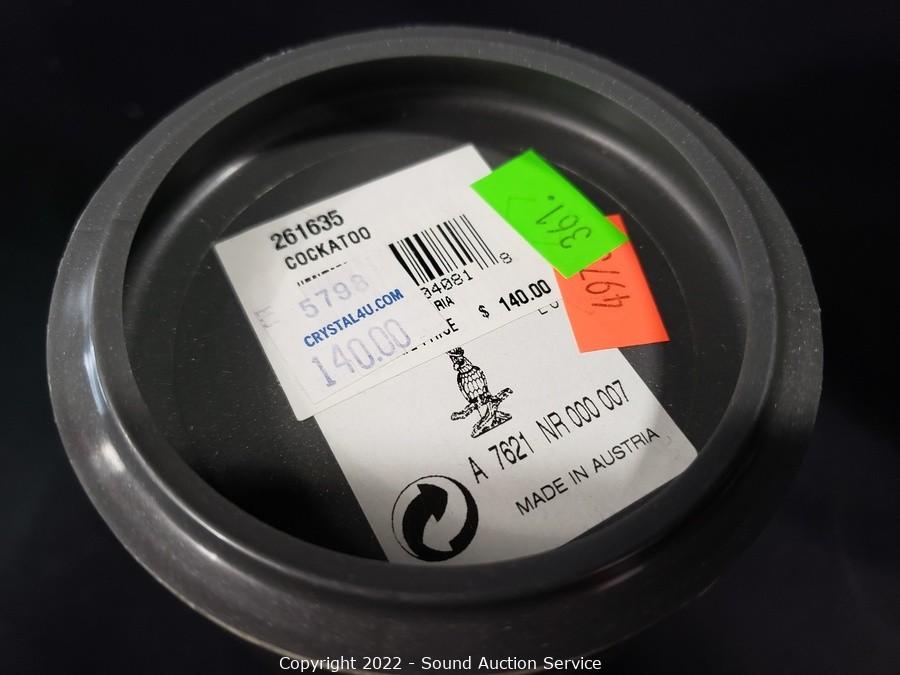 261635
COCKATOO
5798
CRYSTAL4U.COM
140.00
04081 8
RIA
$ 140.00
361.
A 7621 NR 000 007
MADE IN AUSTRIA
Copyright 2022 - Sound Auction Service